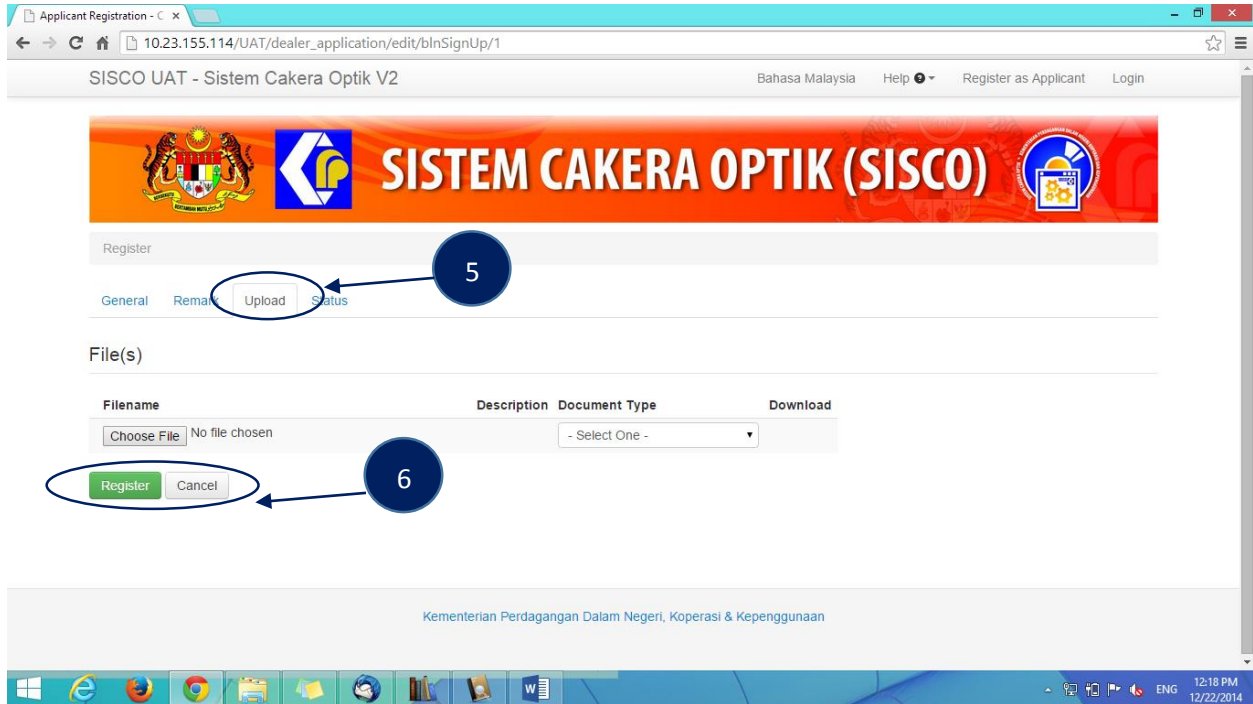 Applicant Registration - C
10.23.155.114/UAT/dealer_application/edit/blnSignUp/1
SISCO UAT - Sistem Cakera Optik V2 Bahasa Malaysia Help Register as Applicant Login
SISTEM CAKERA OPTIK (SISCO)
Register
5
General Remark Upload Status
File(s)
Filename Description Document Type Download
Choose File No file chosen - Select One -
6
Register Cancel
Kementerian Perdagangan Dalam Negeri, Koperasi & Kepenggunaan
ENG 12:18 PM
12/22/2014